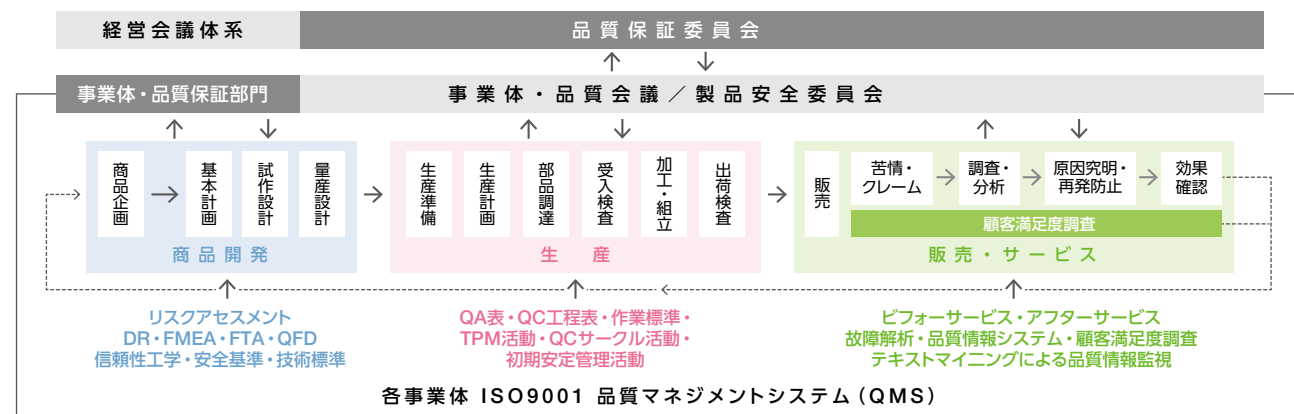 経営会議体系
品質保証委員会
事業体・品質保証部門
事業体・品質会議／製品安全委員会
商品企画
基本計画
試作設計
量産設計
商品開発
生産準備
生産計画
部品調達
受入検査
加工・組立
出荷検査
生産
販売
苦情・
クレーム
調査・
分析
原因究明・
再発防止
効果
確認
顧客満足度調査
販売・サービス
リスクアセスメント
DR・FMEA・FTA・QFD
信頼性工学・安全基準・技術標準
QA表・QC工程表・作業標準・
TPM活動・QCサークル活動・
初期安定管理活動
ビフォーサービス・アフターサービス
故障解析・品質情報システム・顧客満足度調査
テキストマイニングによる品質情報監視
各事業体 ISO9001 品質マネジメントシステム（QMS）